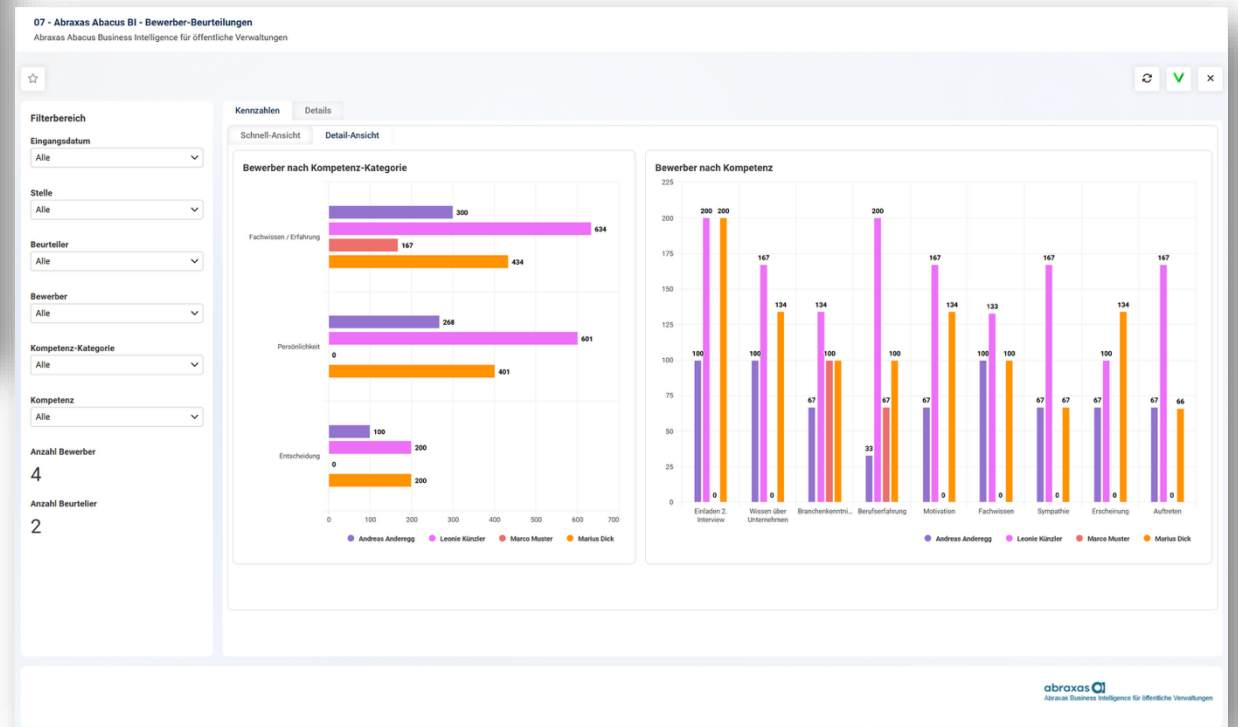 07 - Abraxas Abacus BI - Bewerber-Beurteilungen
Abraxas Abacus Business Intelligence für öffentliche Verwaltungen
Filterbereich
Eingangsdatum
Alle
Stelle
Alle
Beurteiler
Alle
Bewerber
Alle
Kompetenz-Kategorie
Alle
Kompetenz
Alle
Anzahl Bewerber
4
Anzahl Beurtelier
2
Kennzahlen Details
Schnell-Ansicht Detail-Ansicht
Bewerber nach Kompetenz-Kategorie
Fachwissen / Erfahrung
300
634
167
434
Persönlichkeit
268
601
0
401
Entscheidung
100
200
0
200
0 100 200 300 400 500 600 700
Andreas Anderegg Leonie Künzler Marco Muster Marius Dick
Bewerber nach Kompetenz
225
200
175
150
125
100
75
50
25
0
100 200 0 200
100 167 0 134
67 134 100
33 200 67 100
67 167 0 134
100 133 0 100
67 167 0 67
67 100 0 134
67 167 0 66
Einladen 2. Interview
Wissen über Unternehmen
Branchenkenntni...
Berufserfahrung
Motivation
Fachwissen
Sympathie
Erscheinung
Auftreten
Andreas Anderegg Leonie Künzler Marco Muster Marius Dick
abraxas
Abraxas Business Intelligence für öffentliche Verwaltungen